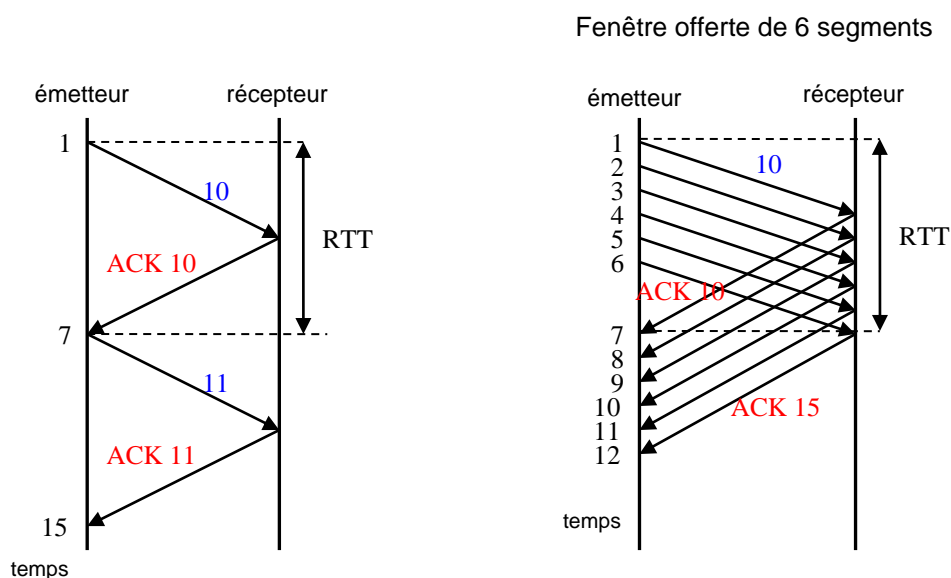 Fenêtre offerte de 6 segments
émetteur
récepteur
1
10
RTT
ACK 10
7
11
ACK 11
15
temps
émetteur
récepteur
1
2
3
4
5
6
10
RTT
ACK 10
7
8
9
10
11
12
ACK 15
temps